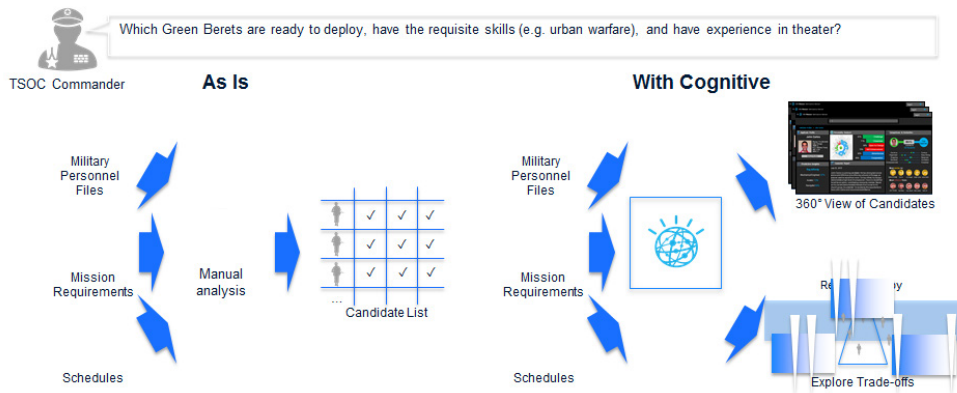 Which Green Berets are ready to deploy, have the requisite skills (e.g. urban warfare), and have experience in theater?
TSOC Commander
As Is
Military
Personnel
Files
Mission
Requirements
Schedules
Manual
analysis
...
Candidate List
With Cognitive
Military
Personnel
Files
Mission
Requirements
Schedules
360° View of Candidates
Explore Trade-offs